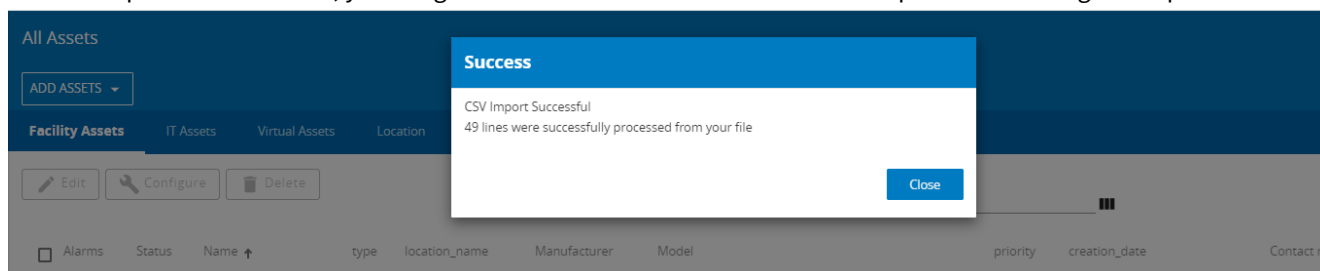 All Assets
Success
ADD ASSETS
CSV Import Successful
49 lines were successfully processed from your file
Facility Assets IT Assets Virtual Assets Location
Edit Configure Delete
Close
Alarms Status Name type location_name Manufacturer Model priority creation_date Contact